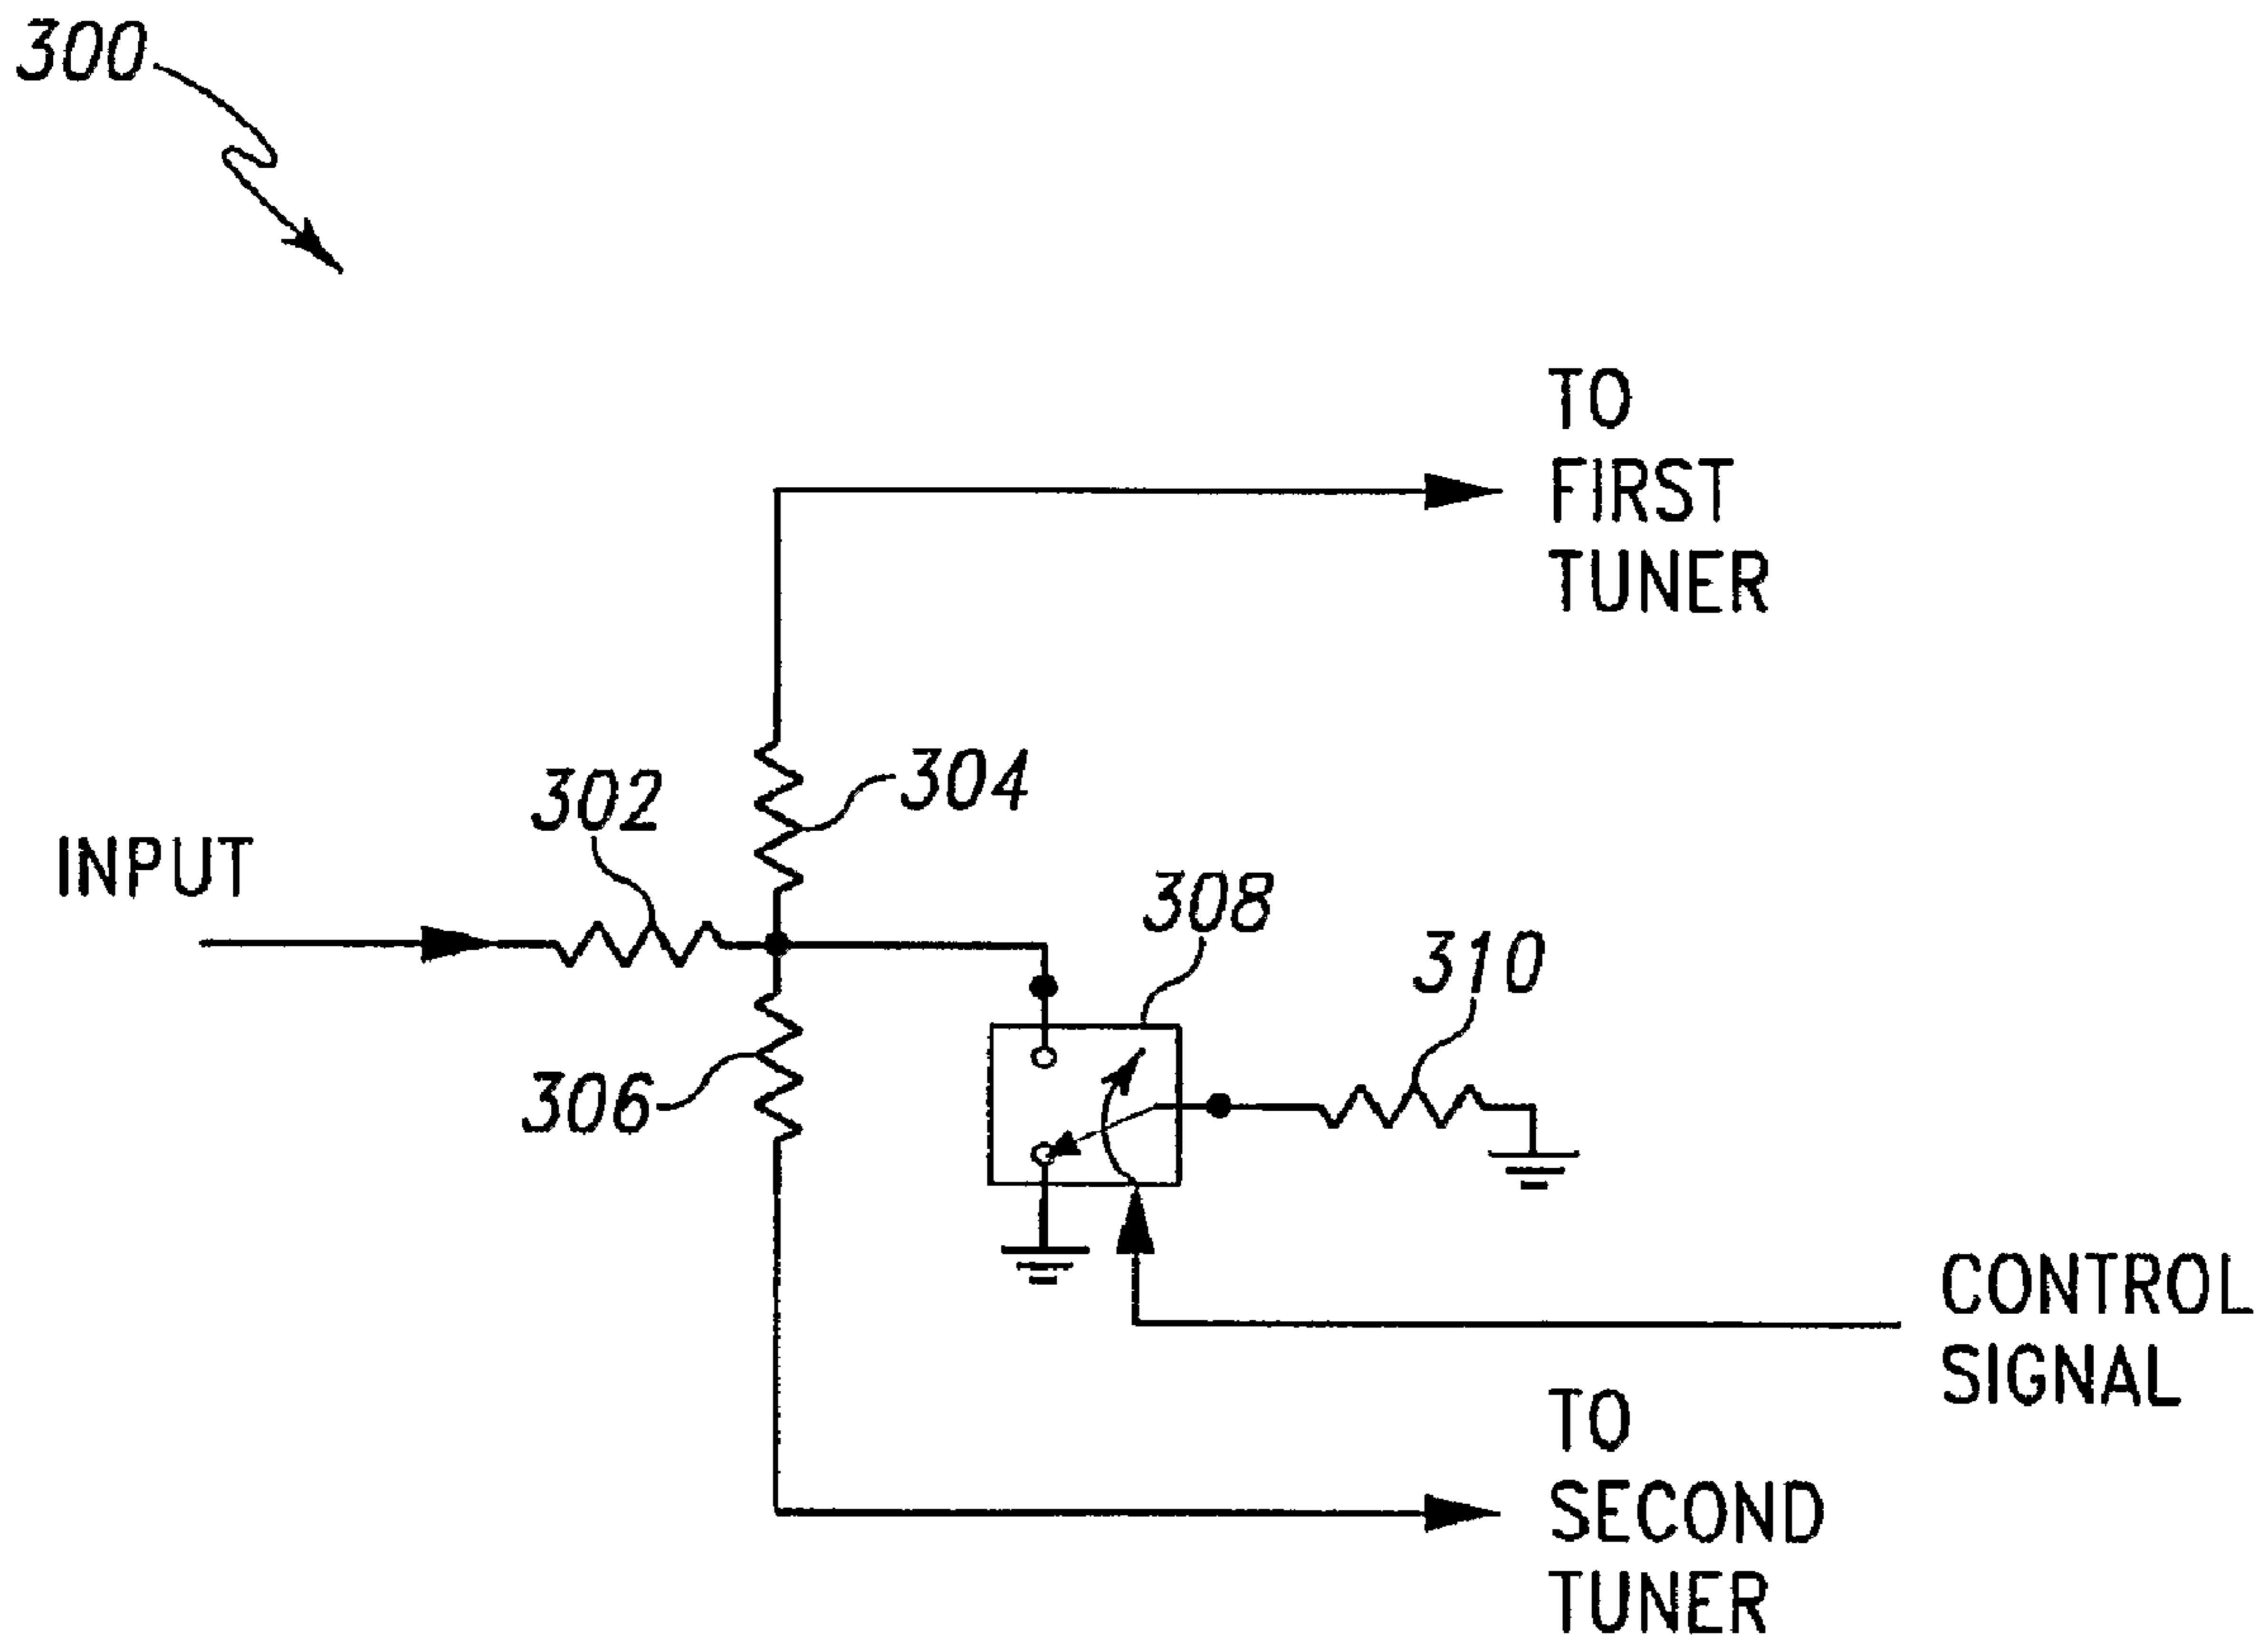 300
TO
FIRST
TUNER
302
304
INPUT
308
310
306
CONTROL
SIGNAL
TO
SECOND
TUNER